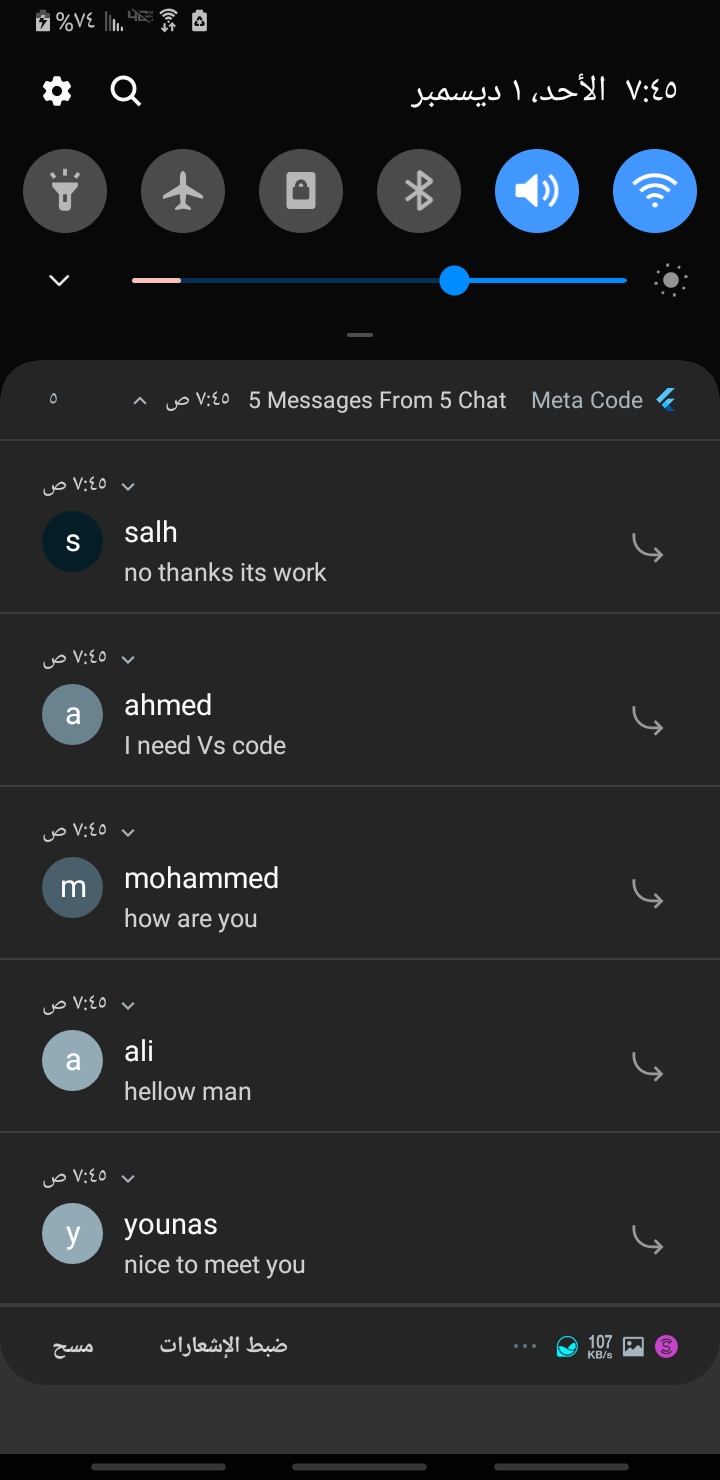 %٧٤
٧:٤٥ الأحد، ١ ديسمبر
Meta Code 5 Messages From 5 Chat ٧:٤٥ ص ٥
٧:٤٥ ص
s
salh
no thanks its work
٧:٤٥ ص
a
ahmed
I need Vs code
٧:٤٥ ص
m
mohammed
how are you
٧:٤٥ ص
a
ali
hellow man
٧:٤٥ ص
y
younas
nice to meet you
S 107 KB/s ...
ضبط الإشعارات
مسح